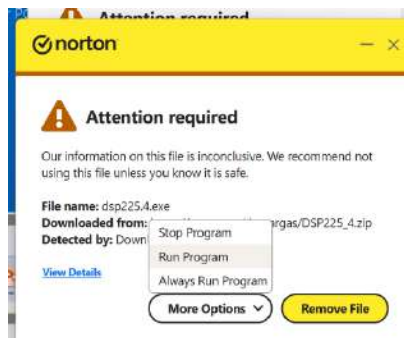 Attention required
norton
Attention required
Our information on this file is inconclusive. We recommend not
using this file unless you know it is safe.
File name: dsp225.4.exe
Downloaded from: argas/DSP225_4.zip
Detected by: Down
Stop Program
Run Program
Always Run Program
View Details
More Options
Remove File